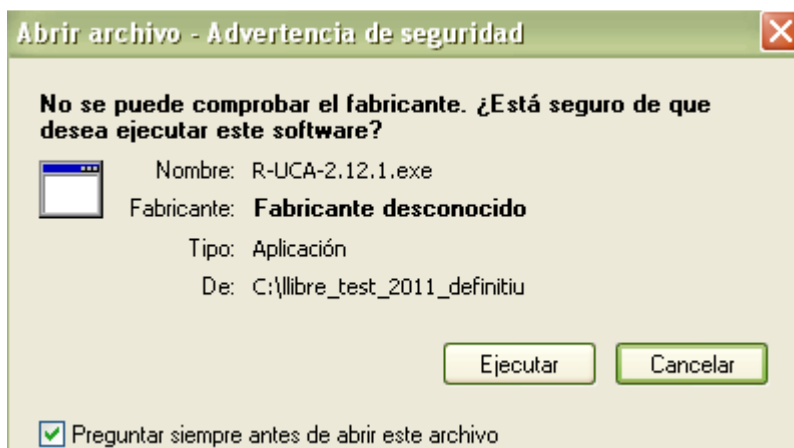 Abrir archivo - Advertencia de seguridad
No se puede comprobar el fabricante. ¿Está seguro de que
desea ejecutar este software?
Nombre: R-UCA-2.12.1.exe
Fabricante: Fabricante desconocido
Tipo: Aplicación
De: C:\llibre_test_2011_definitiu
Ejecutar Cancelar
Preguntar siempre antes de abrir este archivo